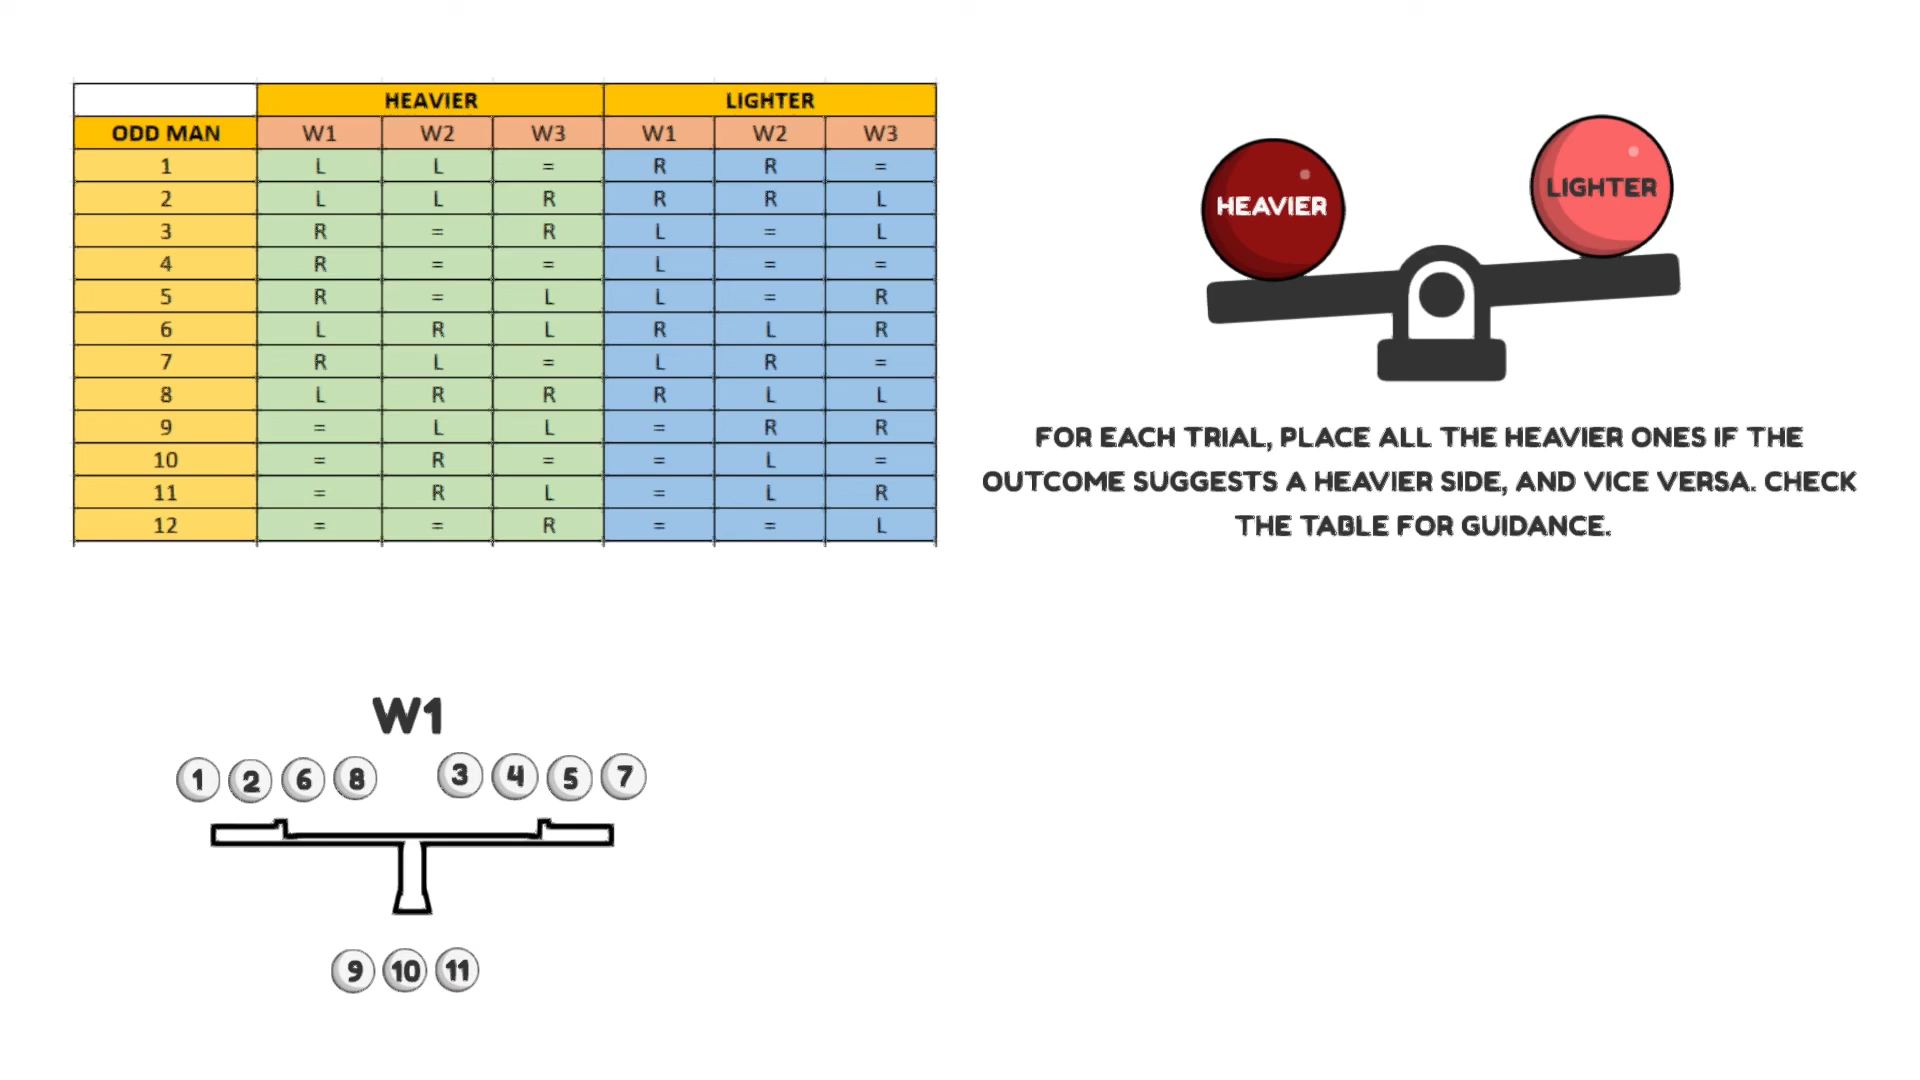 HEAVIER LIGHTER
ODD MAN W1 W2 W3 W1 W2 W3
1 L L = R R =
2 L L R R R L
3 R = R L = L
4 R = = L = =
5 R = L L = R
6 L R L R L R
7 R L = L R =
8 L R R R L L
9 = L L = R R
10 = R = = L =
11 = R L = L R
12 = = R = = L
HEAVIER
LIGHTER
FOR EACH TRIAL, PLACE ALL THE HEAVIER ONES IF THE
OUTCOME SUGGESTS A HEAVIER SIDE, AND VICE VERSA. CHECK
THE TABLE FOR GUIDANCE.
W1
1 2 6 8 3 4 5 7
9 10 11